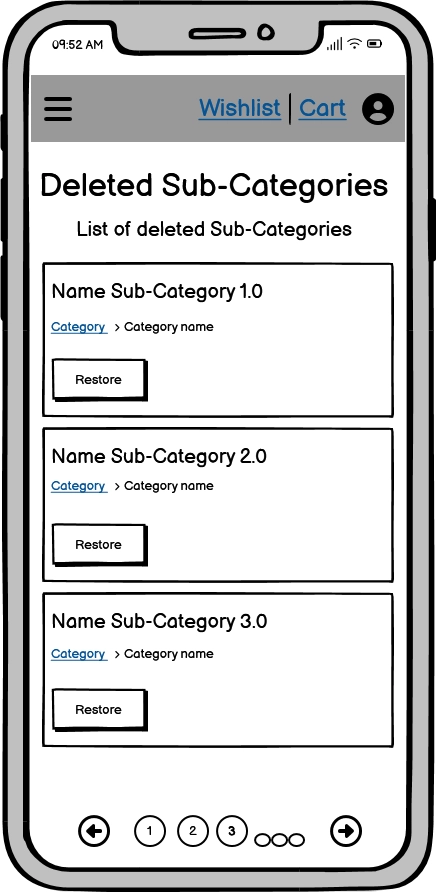 09:52 AM
Wishlist | Cart
Deleted Sub-Categories
List of deleted Sub-Categories
Name Sub-Category 1.0
Category > Category name
Restore
Name Sub-Category 2.0
Category > Category name
Restore
Name Sub-Category 3.0
Category > Category name
Restore
1 2 3